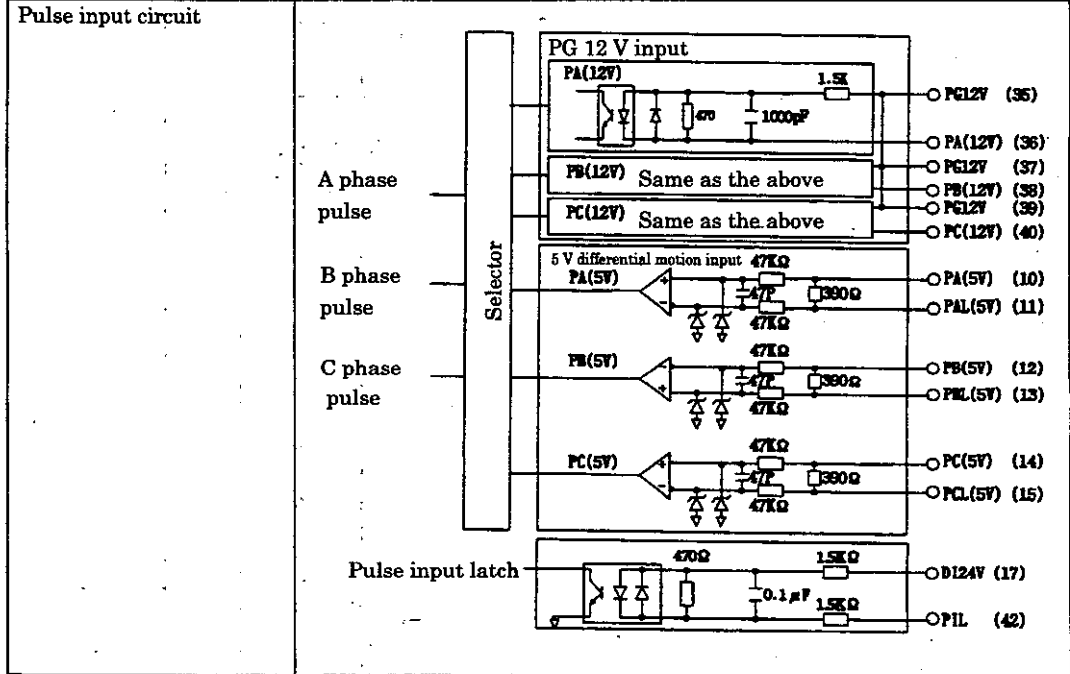 Pulse input circuit
PG 12 V input
PA(12V)
1.5K
470
1000pF
PG12V (35)
PA(12V) (36)
PB(12V) Same as the above
PG12V (37)
PB(12V) (38)
PC(12V) Same as the above
PG12V (39)
PC(12V) (40)
A phase
pulse
B phase
pulse
C phase
pulse
Selector
5 V differential motion input
PA(5V)
47KΩ
47P
47KΩ
390Ω
PA(5V) (10)
PAL(5V) (11)
PB(5V)
47KΩ
47P
47KΩ
390Ω
PB(5V) (12)
PBL(5V) (13)
PC(5V)
47KΩ
47P
47KΩ
390Ω
PC(5V) (14)
PCL(5V) (15)
Pulse input latch
470Ω
0.1μF
1.5KΩ
1.5KΩ
DI24V (17)
PIL (42)